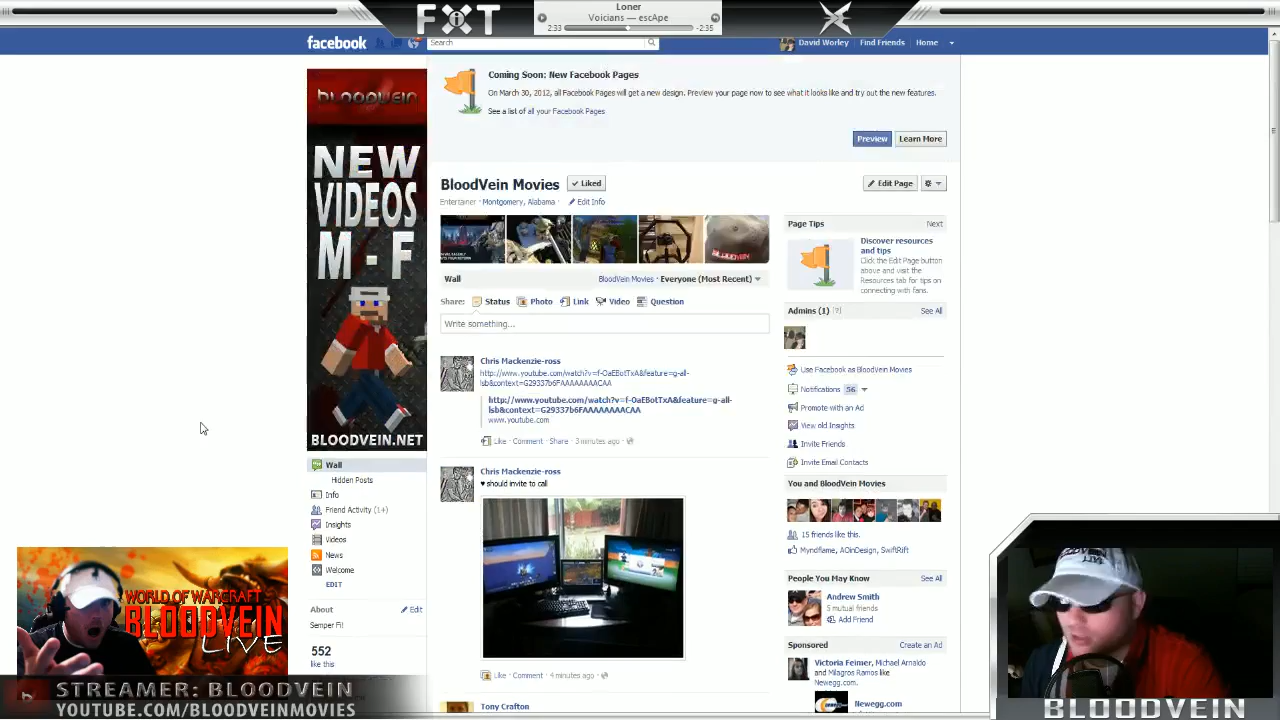 FXT
Loner
Voicians — escApe
2:33
-2:35
facebook
Search
David Worley
Find Friends
Home
Coming Soon: New Facebook Pages
On March 30, 2012, all Facebook Pages will get a new design. Preview your page now to see what it looks like and try out the new features.
See a list of all your Facebook Pages
Preview
Learn More
bloodvein
NEW
VIDEOS
M - F
BLOODVEIN.NET
BloodVein Movies
Liked
Edit Page
Entertainer · Montgomery, Alabama · Edit Info
BLOODVEIN
Wall
BloodVein Movies · Everyone (Most Recent)
Share: Status Photo Link Video Question
Write something...
Chris Mackenzie-ross
http://www.youtube.com/watch?v=f-OaEBotTxA&feature=g-all-
lsb&context=G29337b6FAAAAAAAACAA
http://www.youtube.com/watch?v=f-OaEBotTxA&feature=g-all-
lsb&context=G29337b6FAAAAAAAACAA
www.youtube.com
Like · Comment · Share · 3 minutes ago ·
Chris Mackenzie-ross
♥ should invite to call
Like · Comment · 4 minutes ago ·
Tony Crafton
Wall
Hidden Posts
Info
Friend Activity (1+)
Insights
Videos
News
Welcome
EDIT
About
Edit
Semper Fi!
552
like this
Page Tips
Next
Discover resources
and tips
Click the Edit Page button
above and visit the
Resources tab for tips on
connecting with fans.
Admins (1) [?]
See All
Use Facebook as BloodVein Movies
Notifications 56
Promote with an Ad
View old Insights
Invite Friends
Invite Email Contacts
You and BloodVein Movies
15 friends like this.
Myndflame, AOinDesign, SwiftRift
People You May Know
See All
Andrew Smith
5 mutual friends
Add Friend
Sponsored
Create an Ad
Victoria Feimer, Michael Arnaldo
and Milagros Ramos like
Newegg.com.
Newegg.com
WORLD OF WARCRAFT
BLOODVEIN
LIVE
STREAMER: BLOODVEIN
YOUTUBE.COM/BLOODVEINMOVIES
BLOODVEIN